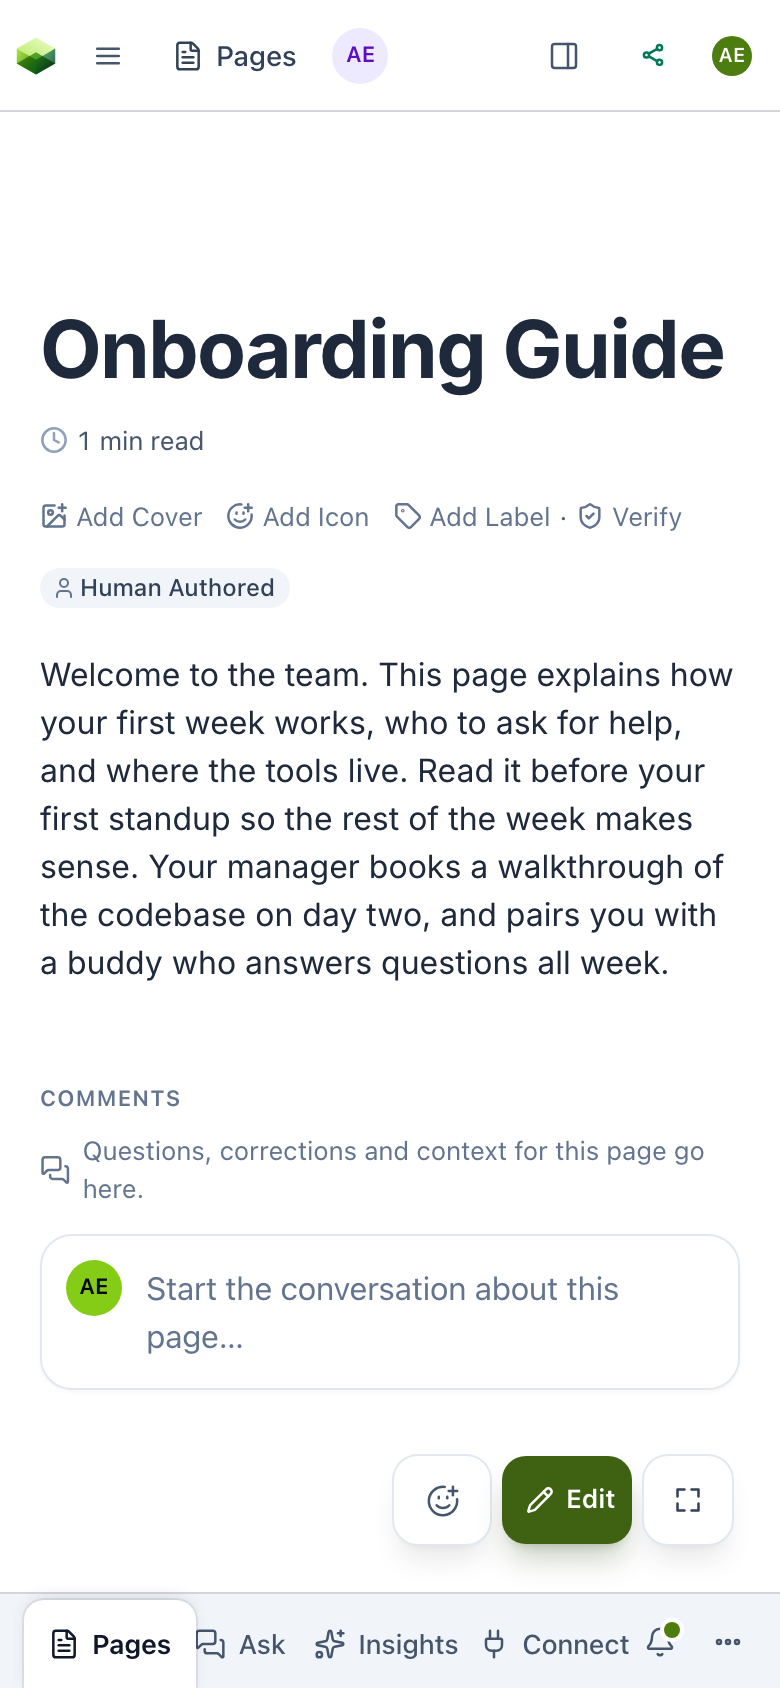 Pages AE AE
Onboarding Guide
1 min read
Add Cover Add Icon Add Label · Verify
Human Authored
Welcome to the team. This page explains how
your first week works, who to ask for help,
and where the tools live. Read it before your
first standup so the rest of the week makes
sense. Your manager books a walkthrough of
the codebase on day two, and pairs you with
a buddy who answers questions all week.
COMMENTS
Questions, corrections and context for this page go
here.
AE Start the conversation about this
page...
Edit
Pages Ask Insights Connect